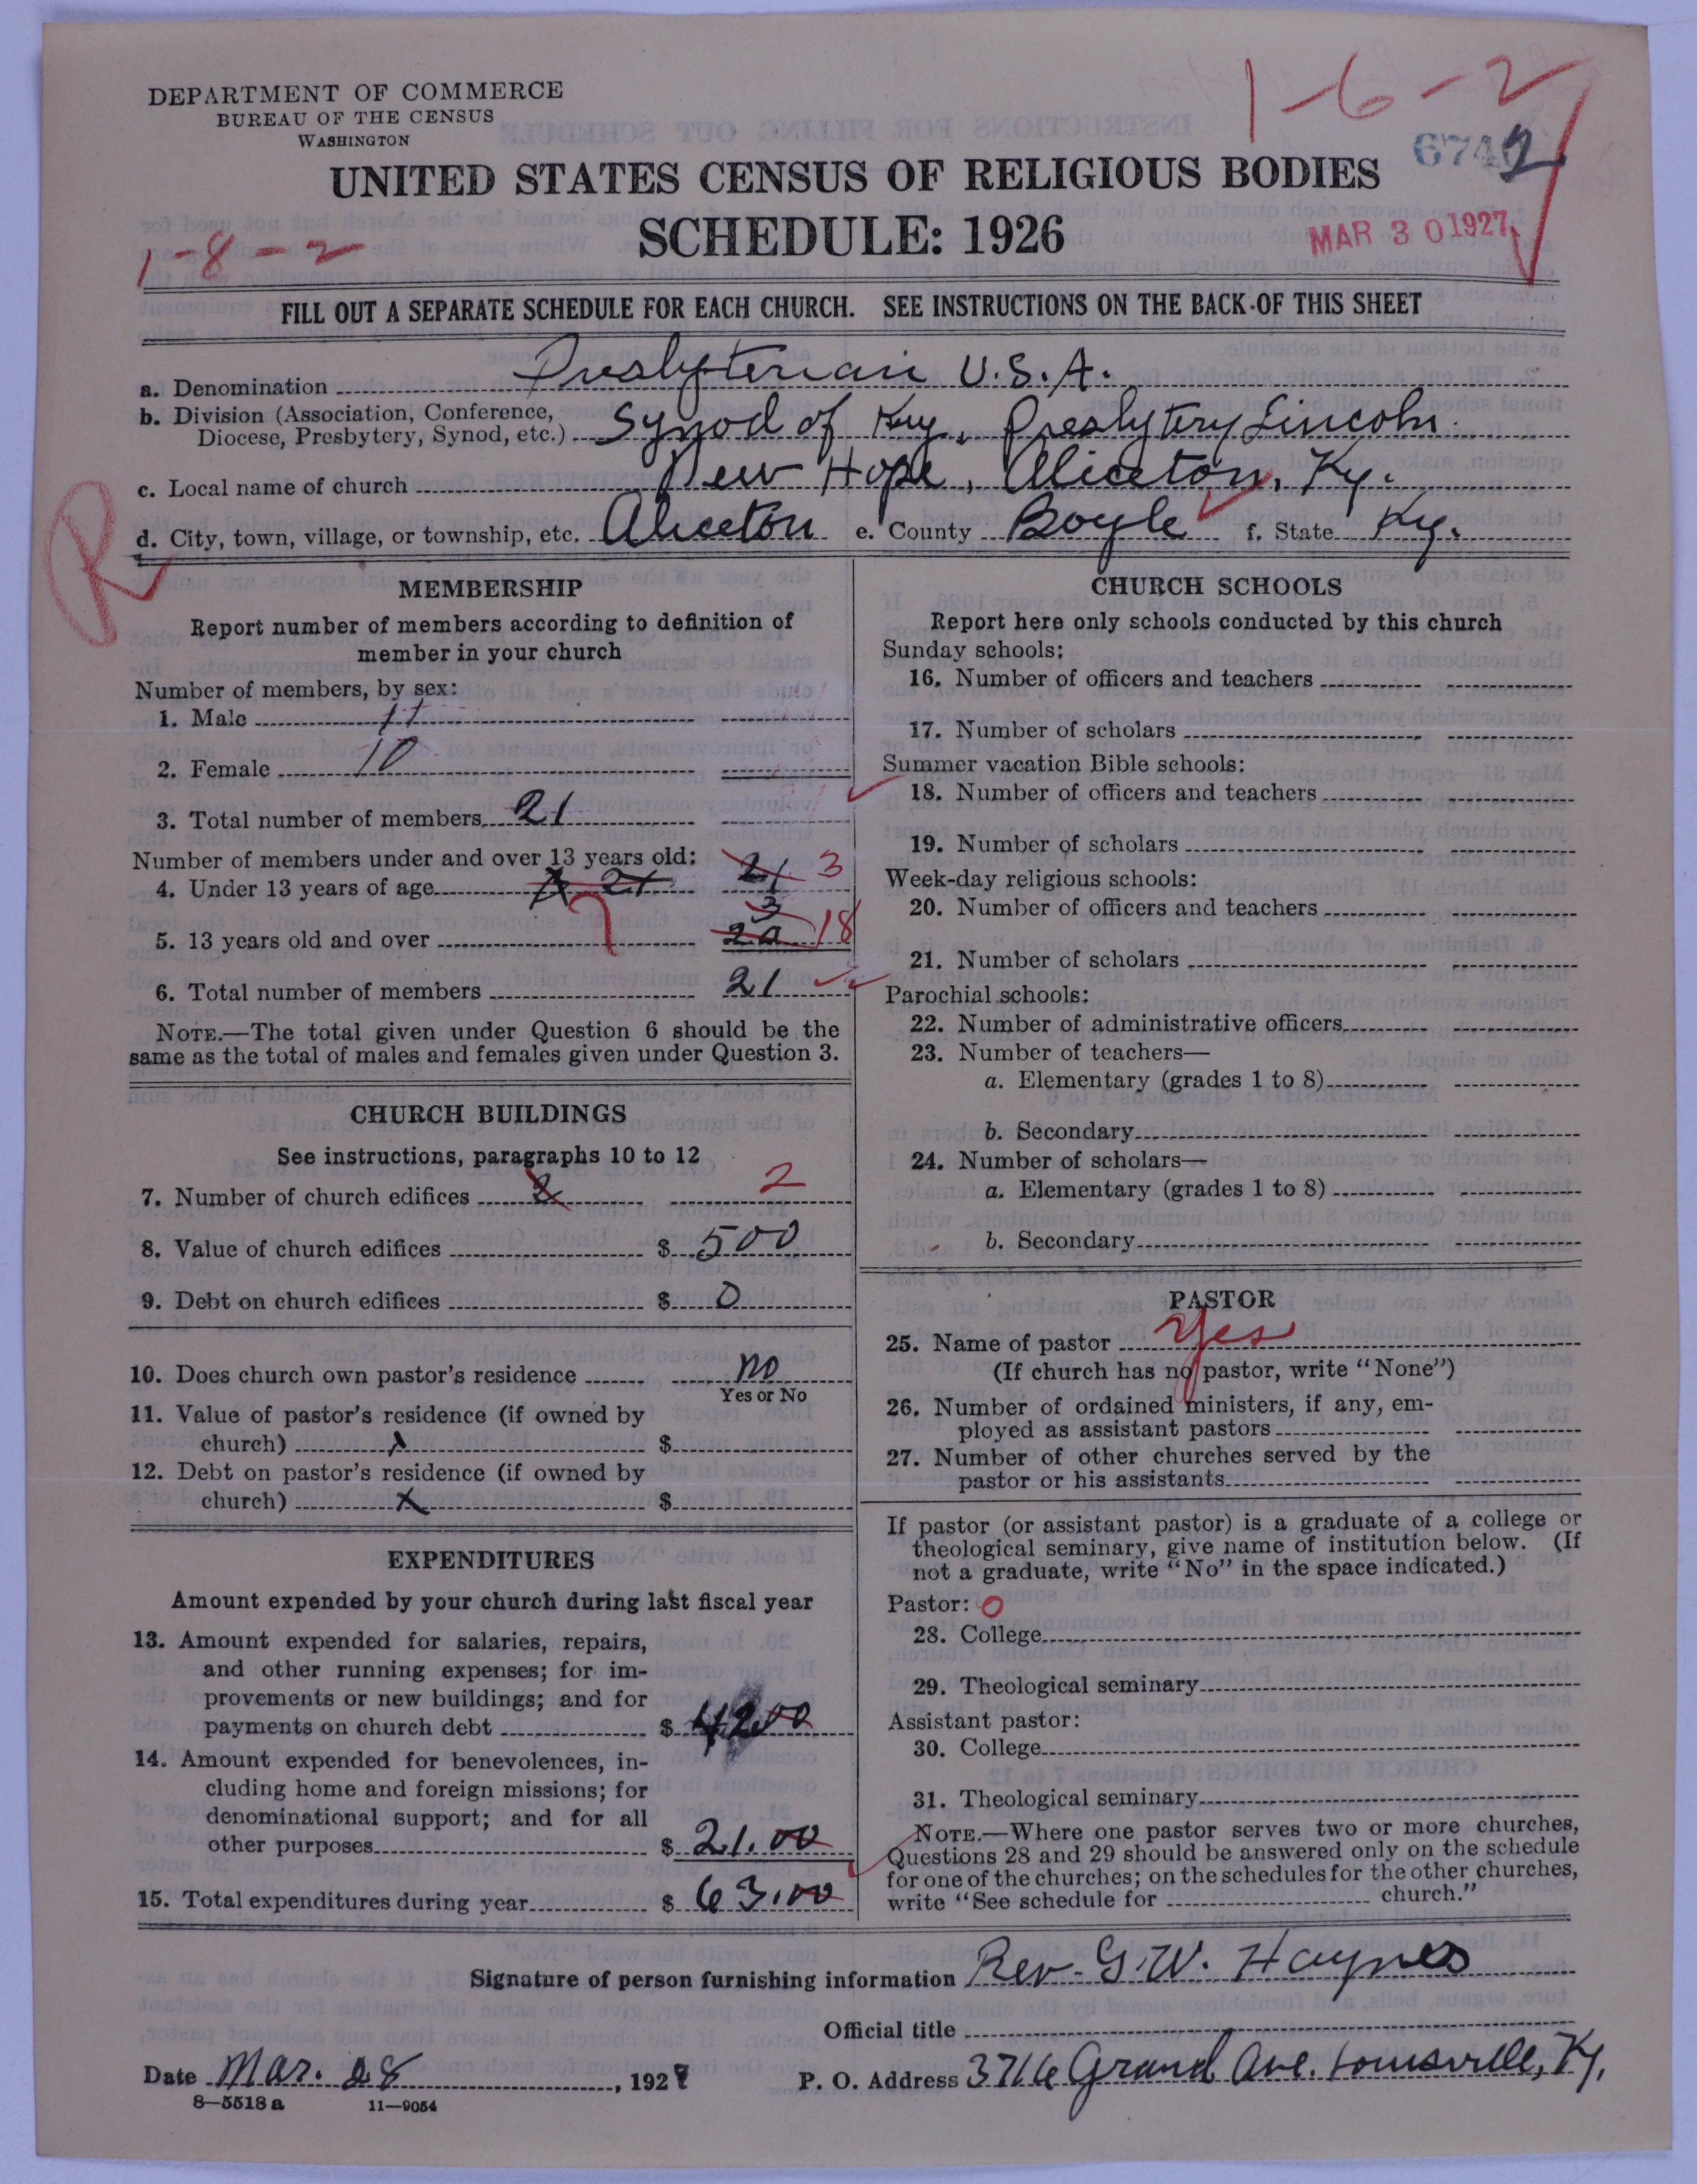 DEPARTMENT OF COMMERCE
BUREAU OF THE CENSUS
WASHINGTON
1-6-2
6742
UNITED STATES CENSUS OF RELIGIOUS BODIES
SCHEDULE: 1926
MAR 30 1927
1-8-2
FILL OUT A SEPARATE SCHEDULE FOR EACH CHURCH. SEE INSTRUCTIONS ON THE BACK OF THIS SHEET
a. Denomination Presbyterian U.S.A.
b. Division (Association, Conference,
Diocese, Presbytery, Synod, etc.) Synod of Ky, Presbytery Lincoln
c. Local name of church New Hope, Aliceton, Ky.
R
d. City, town, village, or township, etc. Aliceton e. County Boyle f. State Ky.
MEMBERSHIP
Report number of members according to definition of
member in your church
Number of members, by sex:
1. Male 11
2. Female 10
3. Total number of members 21
Number of members under and over 13 years old:
4. Under 13 years of age 21 21 3
3
5. 13 years old and over 20 18
6. Total number of members 21
NOTE.—The total given under Question 6 should be the
same as the total of males and females given under Question 3.
CHURCH BUILDINGS
See instructions, paragraphs 10 to 12
7. Number of church edifices 2 2
8. Value of church edifices $ 500
9. Debt on church edifices $ 0
10. Does church own pastor's residence no
Yes or No
11. Value of pastor's residence (if owned by
church) x $
12. Debt on pastor's residence (if owned by
church) x $
EXPENDITURES
Amount expended by your church during last fiscal year
13. Amount expended for salaries, repairs,
and other running expenses; for im-
provements or new buildings; and for
payments on church debt $ 42.00
14. Amount expended for benevolences, in-
cluding home and foreign missions; for
denominational support; and for all
other purposes $ 21.00
15. Total expenditures during year $ 63.00
CHURCH SCHOOLS
Report here only schools conducted by this church
Sunday schools:
16. Number of officers and teachers
17. Number of scholars
Summer vacation Bible schools:
18. Number of officers and teachers
19. Number of scholars
Week-day religious schools:
20. Number of officers and teachers
21. Number of scholars
Parochial schools:
22. Number of administrative officers
23. Number of teachers—
a. Elementary (grades 1 to 8)
b. Secondary
24. Number of scholars—
a. Elementary (grades 1 to 8)
b. Secondary
PASTOR
25. Name of pastor Yes
(If church has no pastor, write "None")
26. Number of ordained ministers, if any, em-
ployed as assistant pastors
27. Number of other churches served by the
pastor or his assistants
If pastor (or assistant pastor) is a graduate of a college or
theological seminary, give name of institution below. (If
not a graduate, write "No" in the space indicated.)
Pastor: 0
28. College
29. Theological seminary
Assistant pastor:
30. College
31. Theological seminary
NOTE.—Where one pastor serves two or more churches,
Questions 28 and 29 should be answered only on the schedule
for one of the churches; on the schedules for the other churches,
write "See schedule for church."
Signature of person furnishing information Rev. G.W. Haynes
Official title
Date Mar. 28, 1927 P. O. Address 3716 Grand Ave. Louisville, Ky.
8—5518 a 11—9054